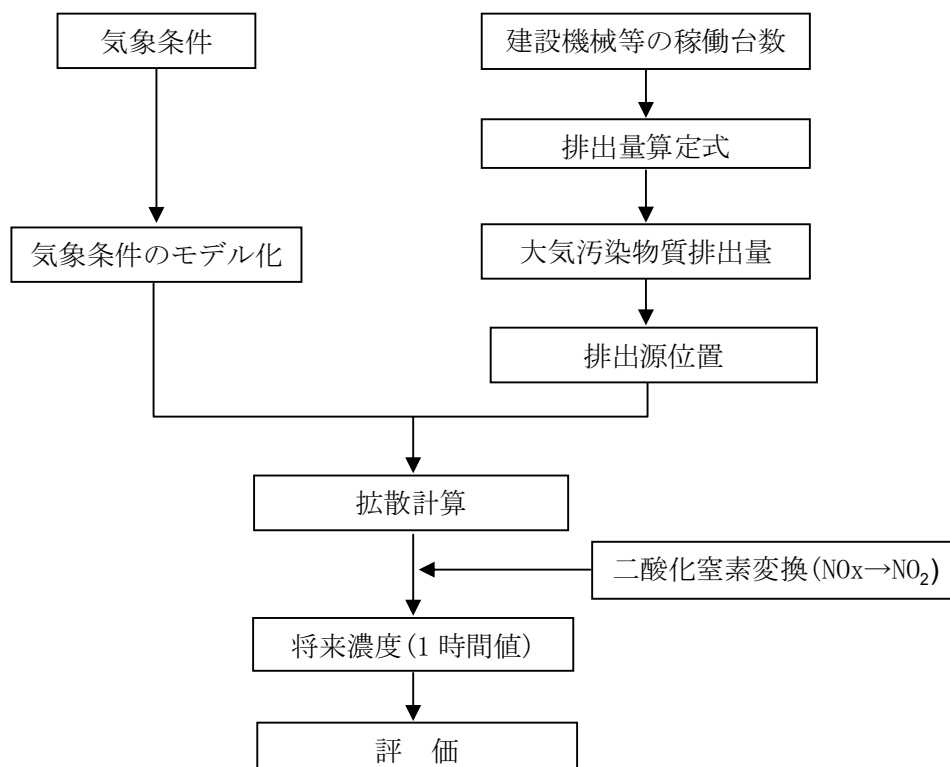 気象条件
建設機械等の稼働台数
排出量算定式
気象条件のモデル化
大気汚染物質排出量
排出源位置
拡散計算
二酸化窒素変換(NOx→NO₂)
将来濃度(1 時間値)
評　価